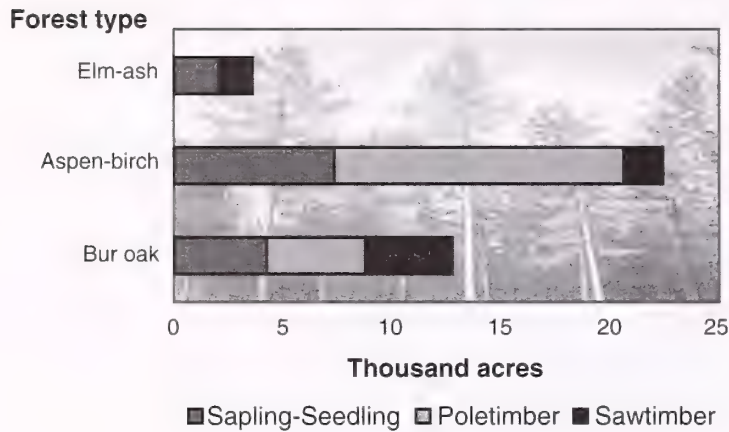 Forest type
Elm-ash
Aspen-birch
Bur oak
0 5 10 15 20 25
Thousand acres
Sapling-Seedling Poletimber Sawtimber